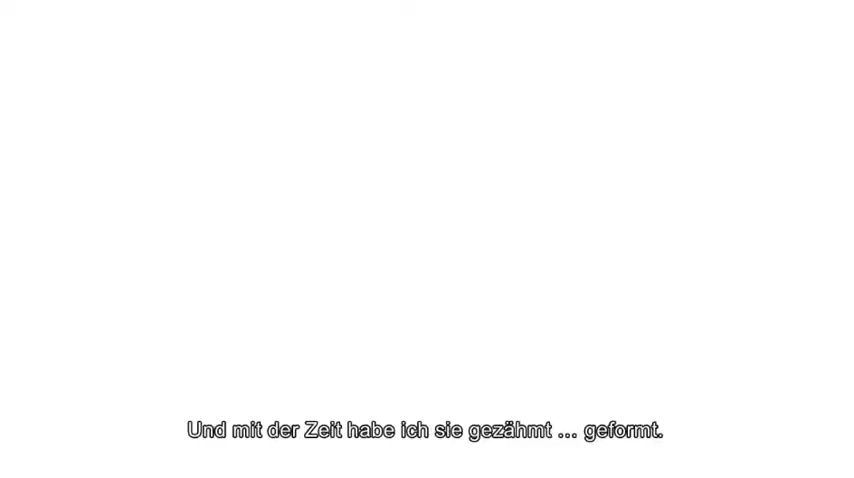 Und mit der Zeit habe ich sie gezähmt … geformt.